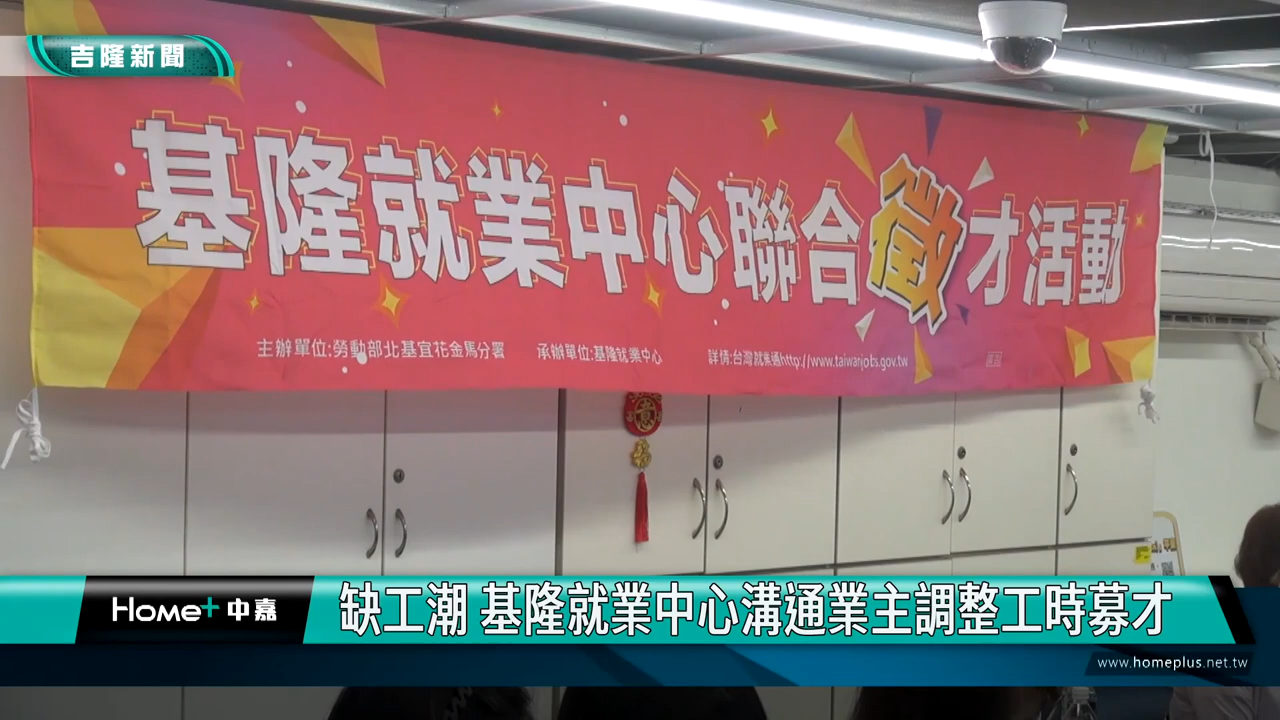 吉隆新聞
基隆就業中心聯合徵才活動
主辦單位:勞動部北基宜花金馬分署 承辦單位:基隆就業中心 詳情:台灣就業通http://www.taiwanjobs.gov.tw
Home+中嘉
缺工潮 基隆就業中心溝通業主調整工時募才
www.homeplus.net.tw